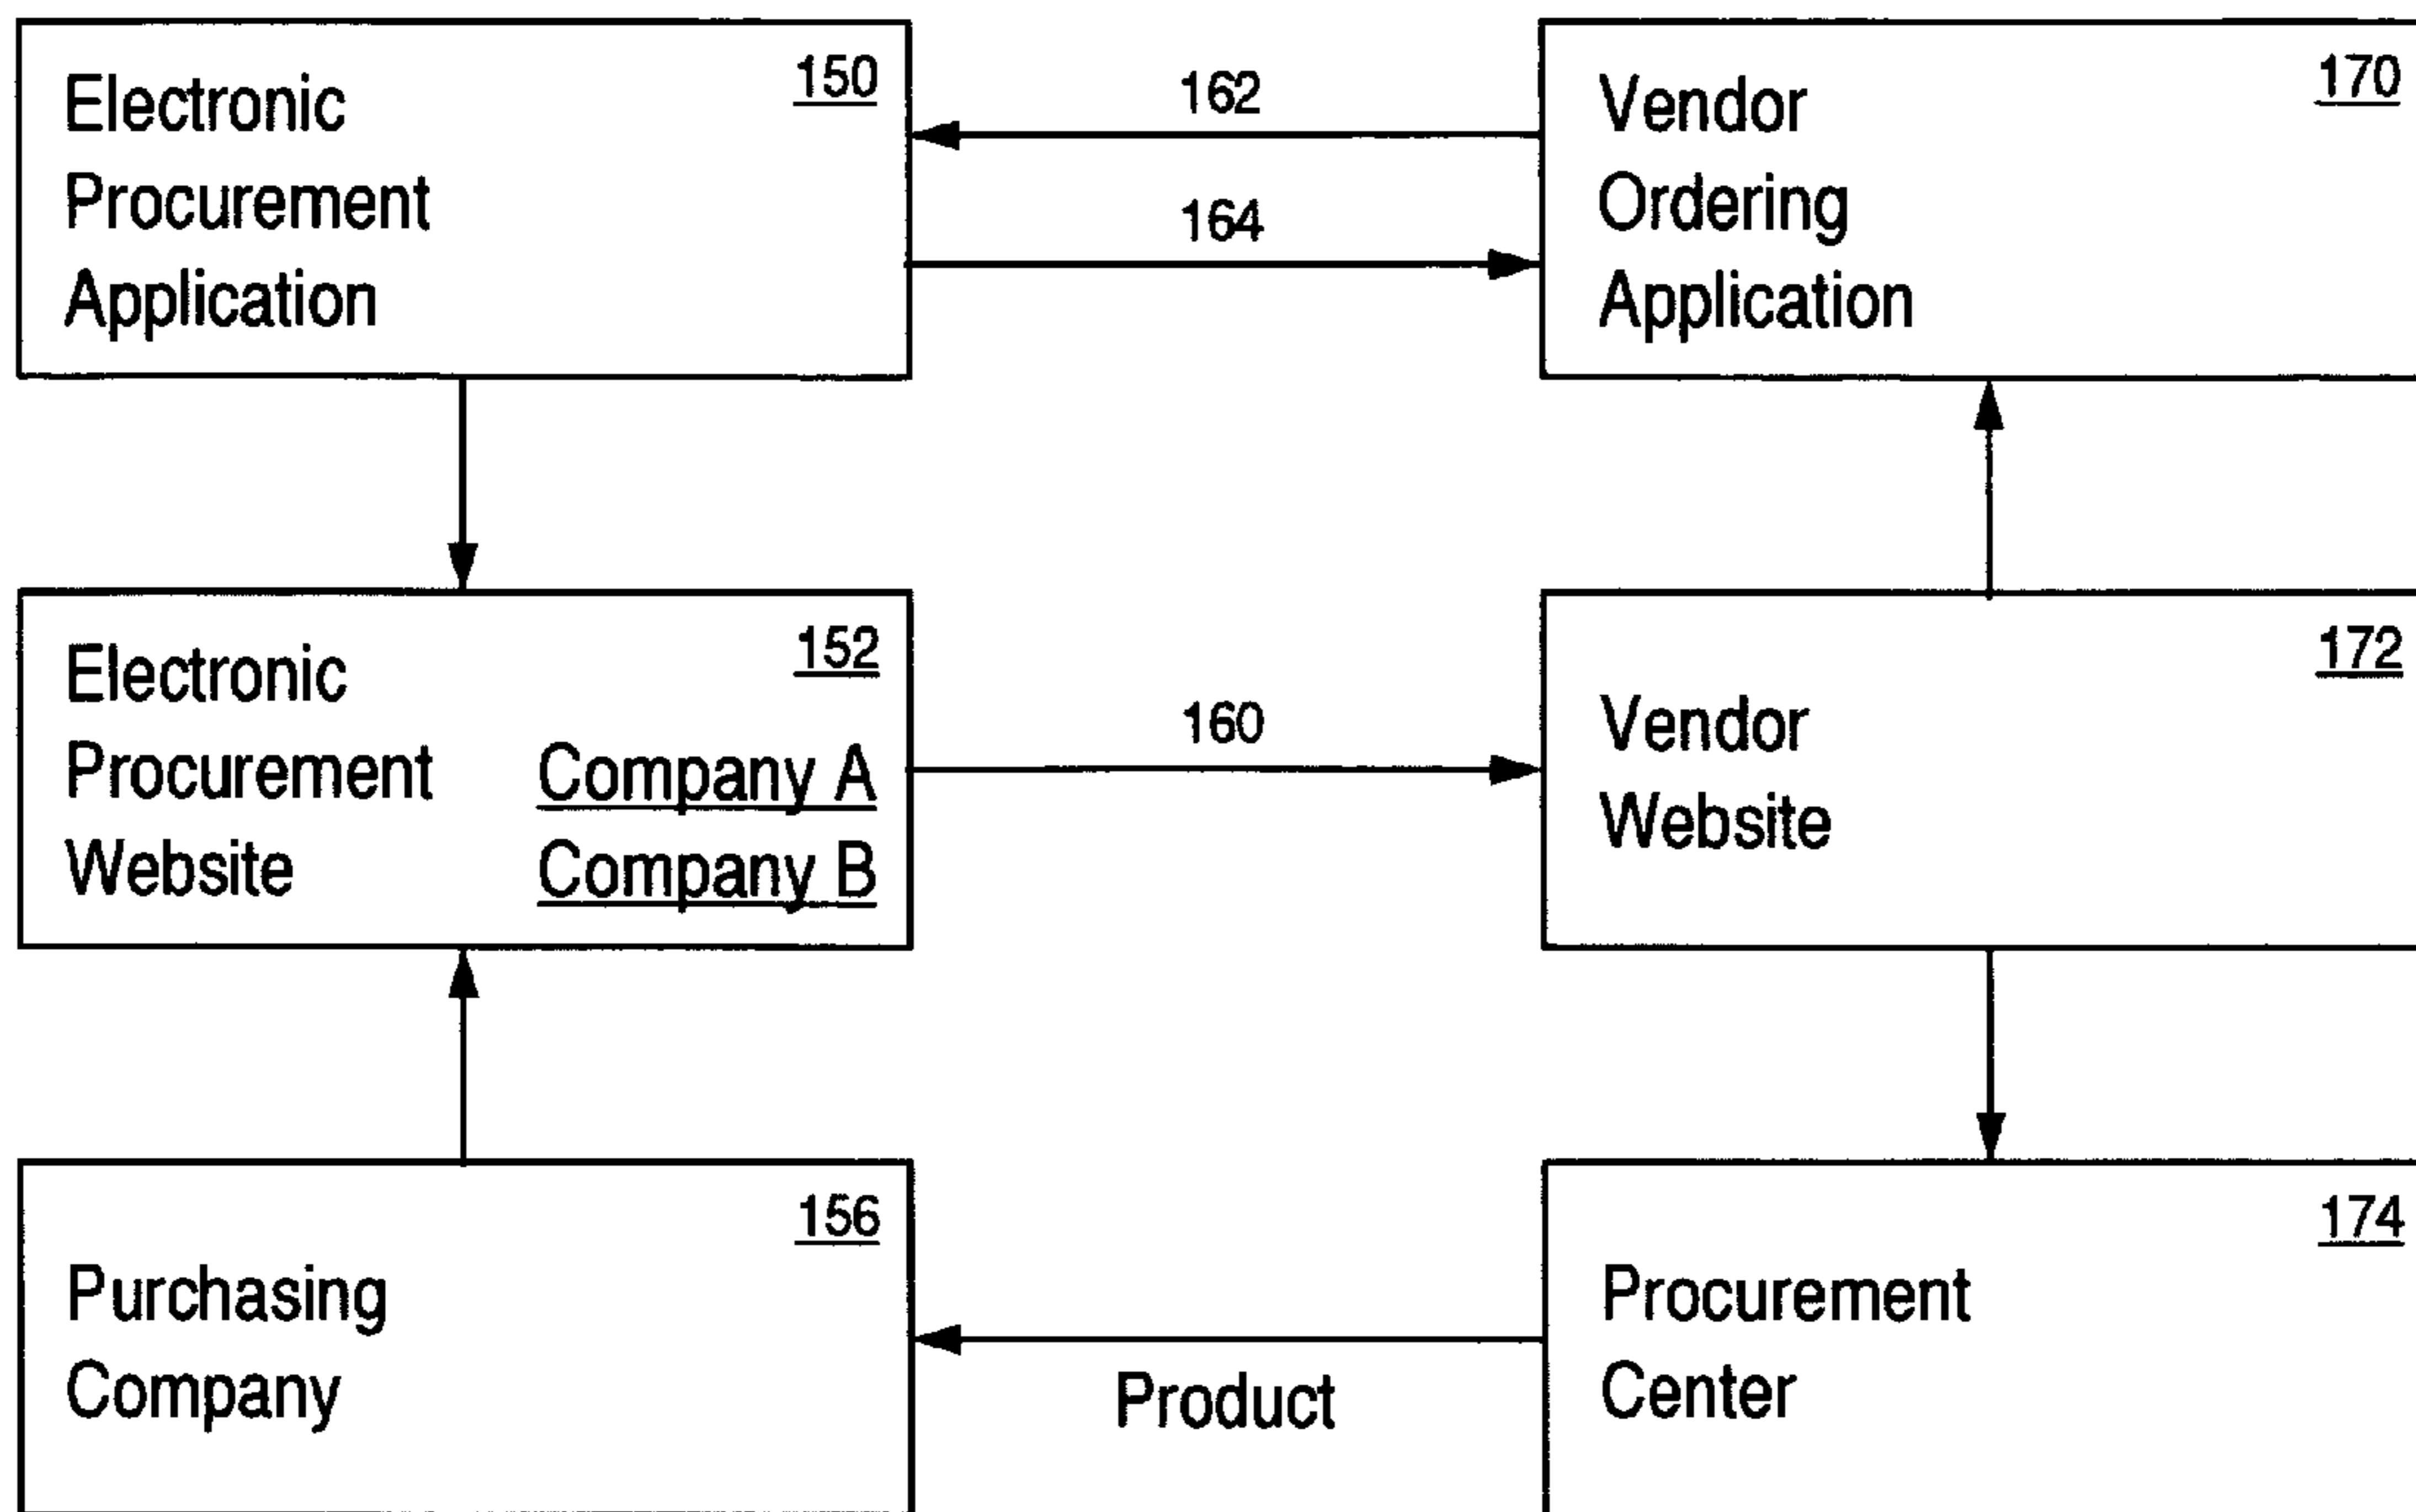 Electronic
Procurement
Application
150
162
164
Vendor
Ordering
Application
170
Electronic
Procurement
Website
152
Company A
Company B
160
Vendor
Website
172
Purchasing
Company
156
Product
Procurement
Center
174